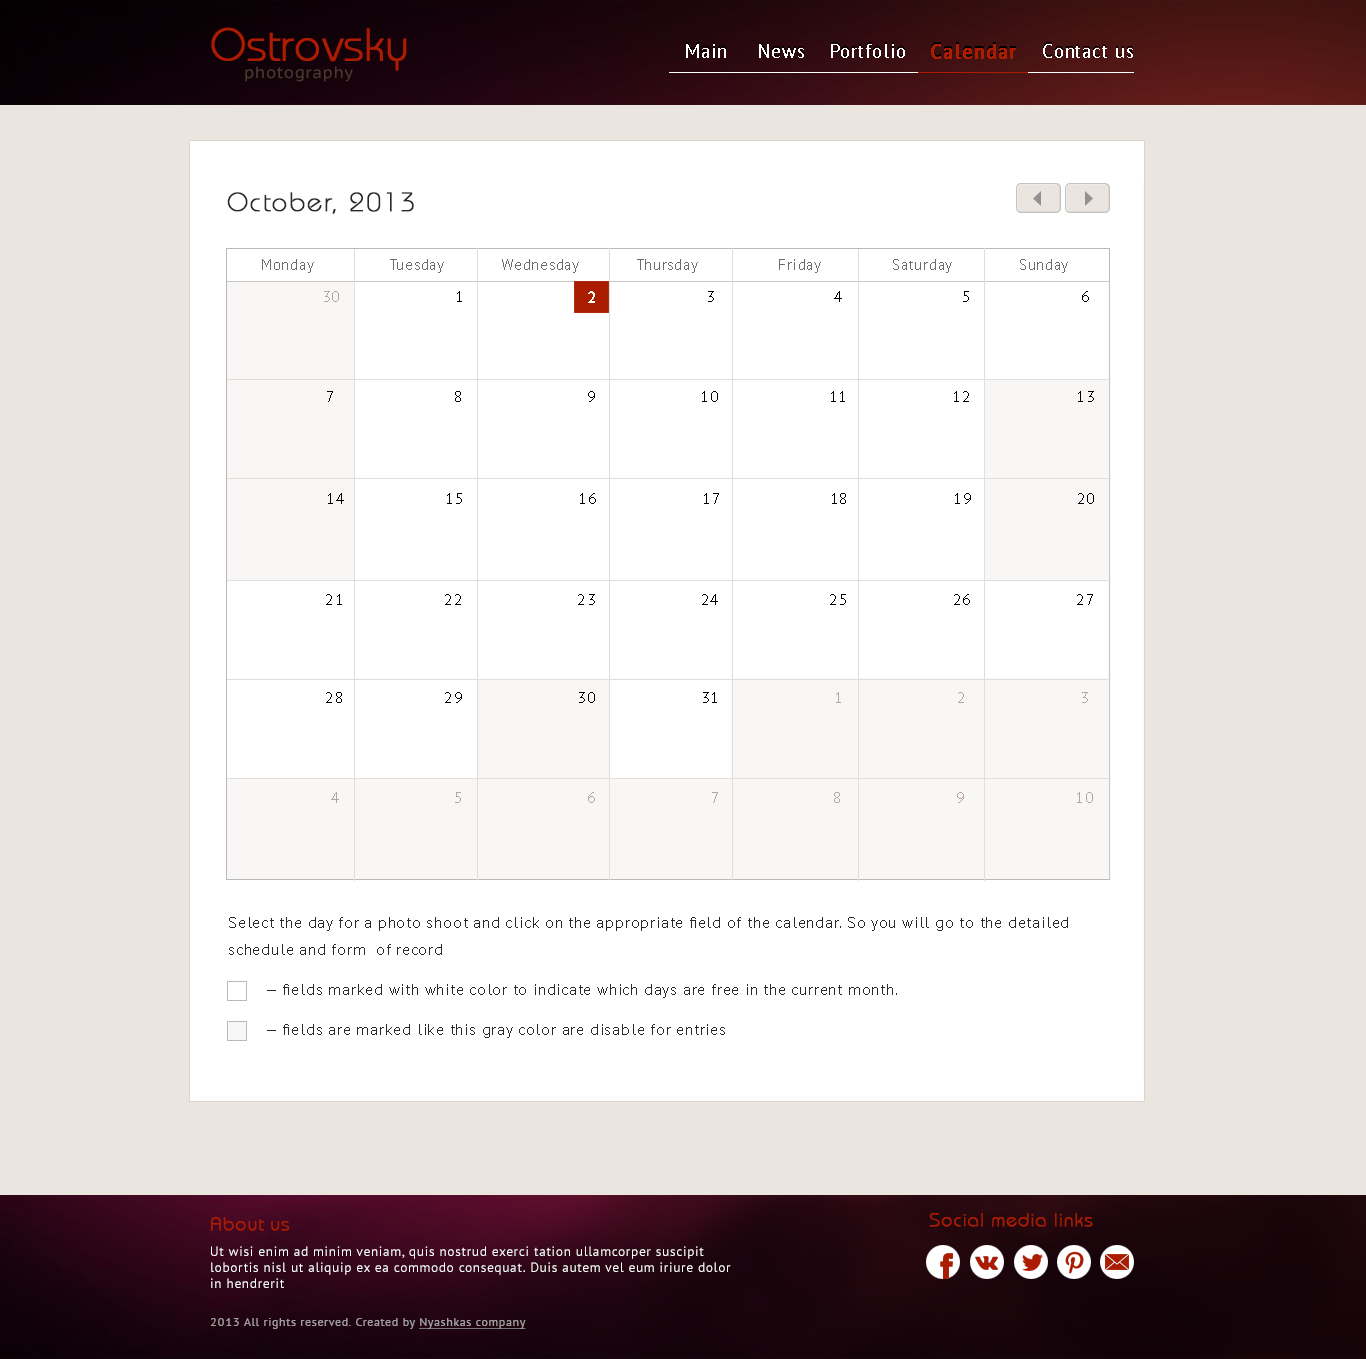 Ostrovsky
photography
Main News Portfolio Calendar Contact us
October, 2013
Monday Tuesday Wednesday Thursday Friday Saturday Sunday
30 1 2 3 4 5 6
7 8 9 10 11 12 13
14 15 16 17 18 19 20
21 22 23 24 25 26 27
28 29 30 31 1 2 3
4 5 6 7 8 9 10
Select the day for a photo shoot and click on the appropriate field of the calendar. So you will go to the detailed
schedule and form of record
– fields marked with white color to indicate which days are free in the current month.
– fields are marked like this gray color are disable for entries
About us
Ut wisi enim ad minim veniam, quis nostrud exerci tation ullamcorper suscipit
lobortis nisl ut aliquip ex ea commodo consequat. Duis autem vel eum iriure dolor
in hendrerit
2013 All rights reserved. Created by Nyashkas company
Social media links